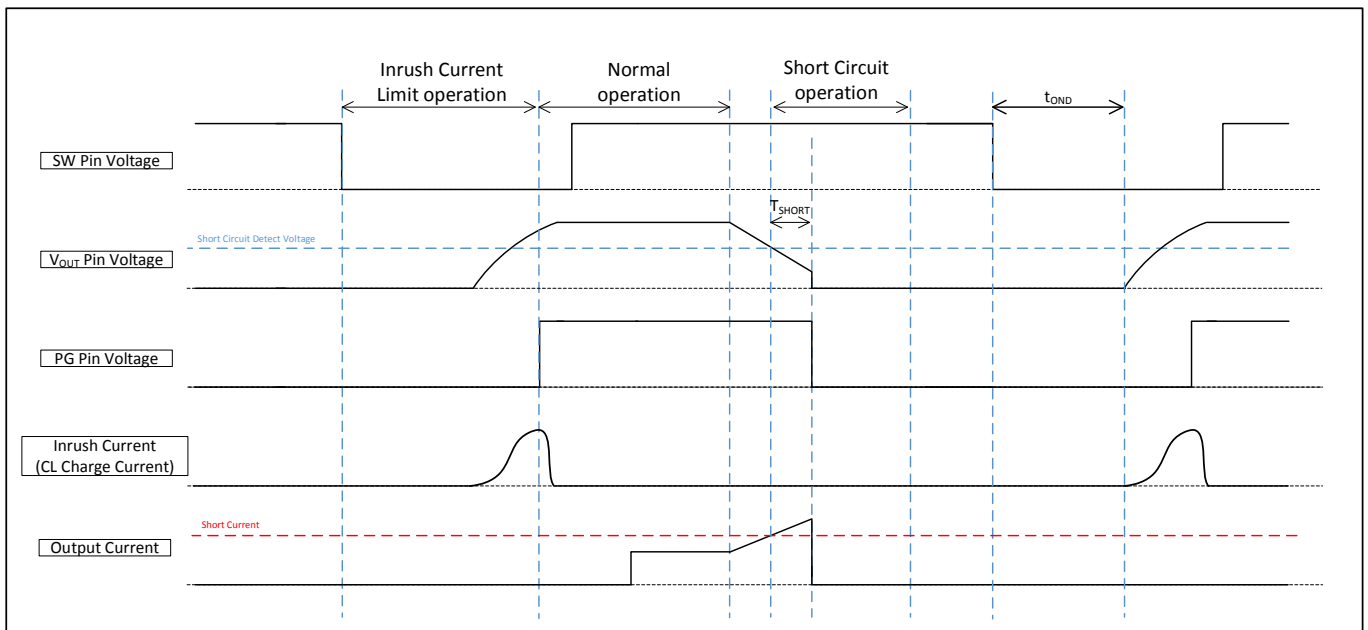 Inrush Current
Limit operation
Normal
operation
Short Circuit
operation
tOND
SW Pin Voltage
TSHORT
Short Circuit Detect Voltage
VOUT Pin Voltage
PG Pin Voltage
Inrush Current
(CL Charge Current)
Short Current
Output Current